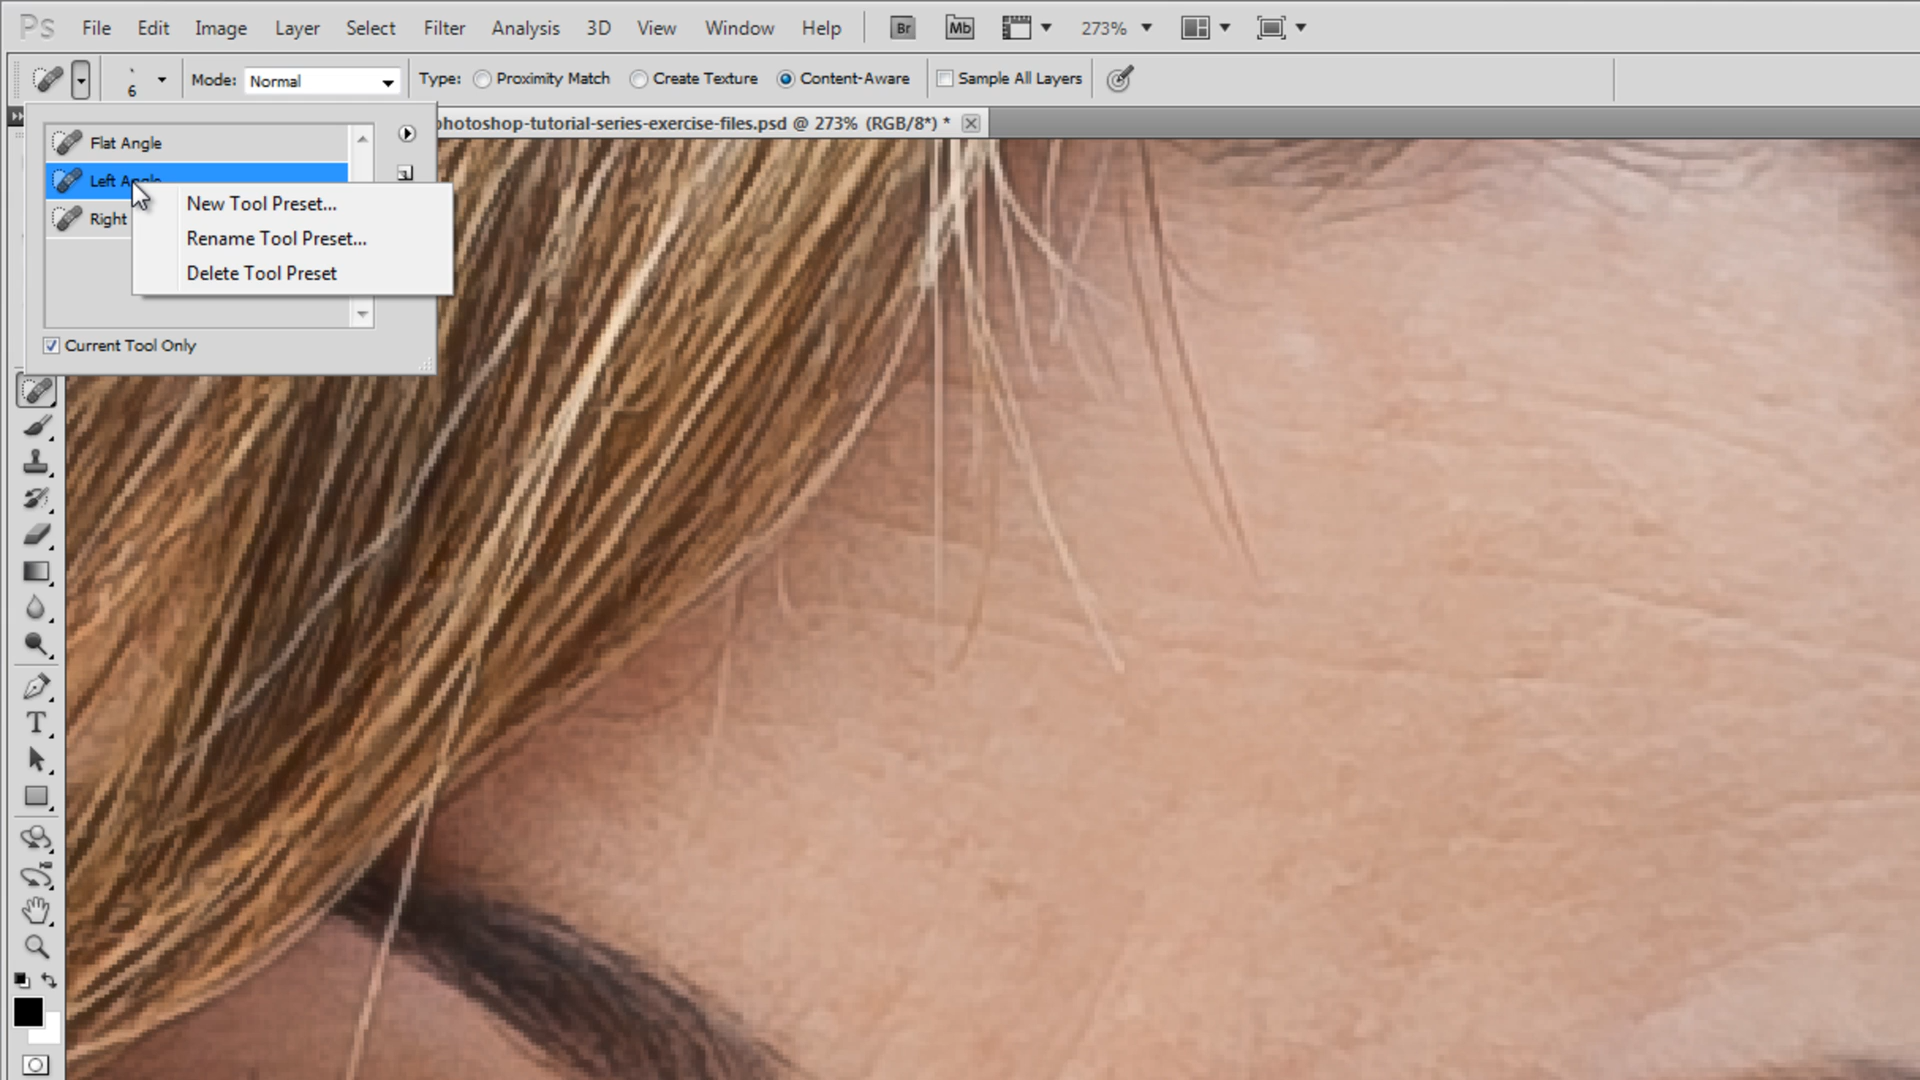 Ps File Edit Image Layer Select Filter Analysis 3D View Window Help Br Mb 273%
6 Mode: Normal Type: Proximity Match Create Texture Content-Aware Sample All Layers
photoshop-tutorial-series-exercise-files.psd @ 273% (RGB/8*) *
Flat Angle
Left Angle
Right
New Tool Preset...
Rename Tool Preset...
Delete Tool Preset
Current Tool Only
T